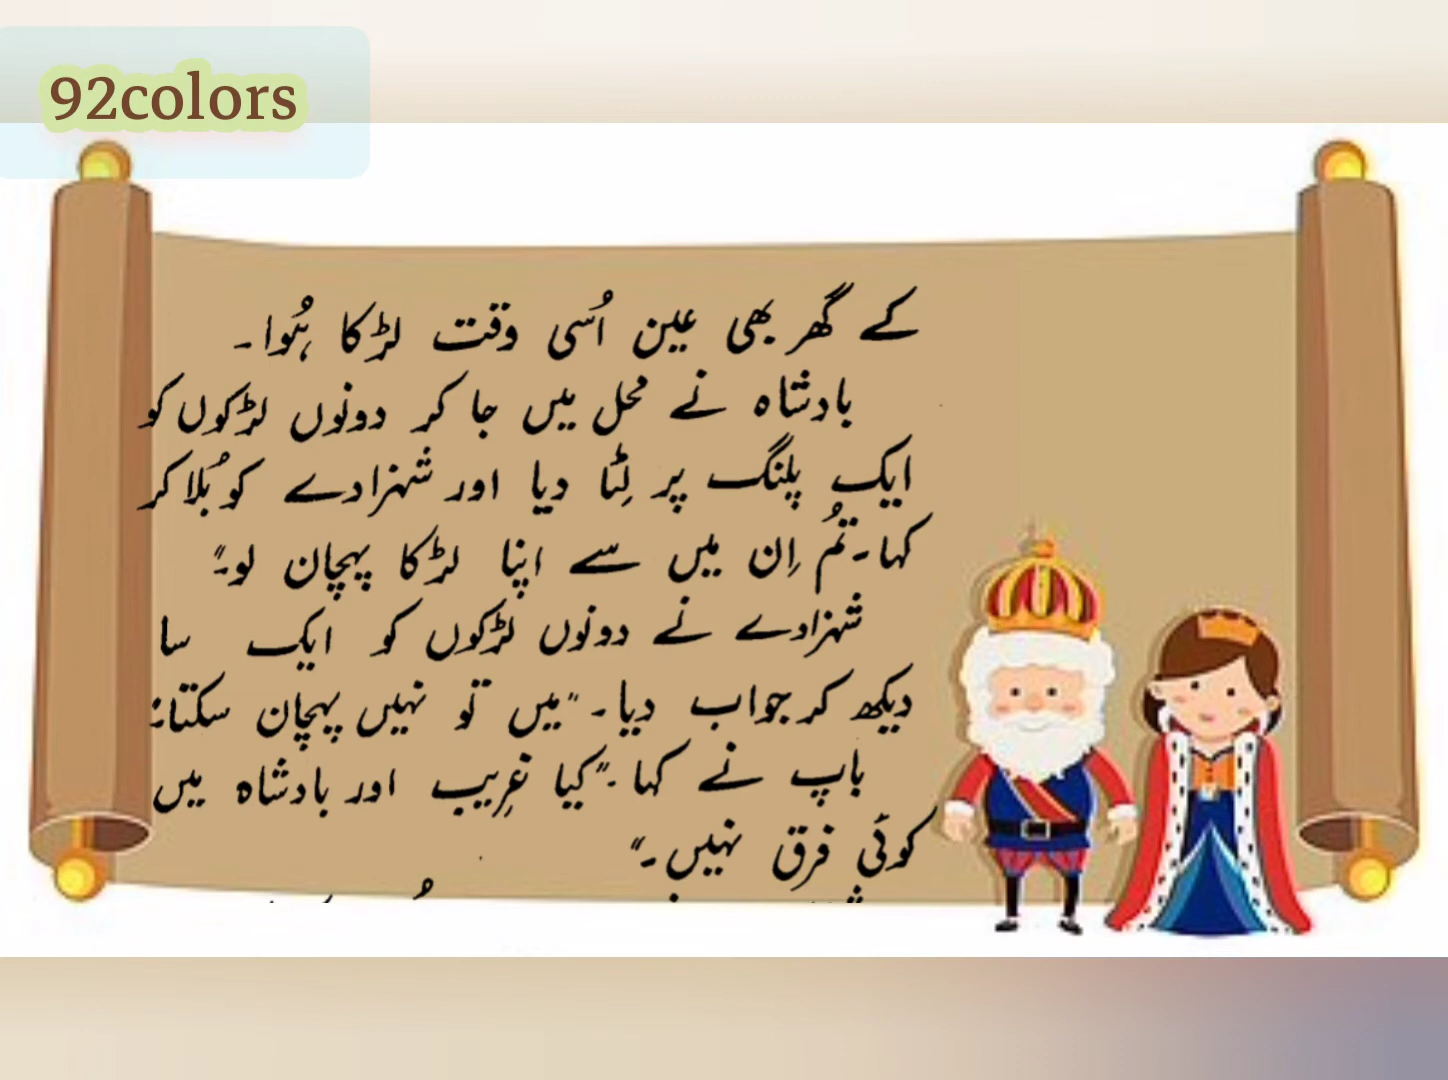 92colors
کے گھر بھی عین اُسی وقت لڑکا ہُوا۔
بادشاہ نے محل میں جا کر دونوں لڑکوں کو
ایک پلنگ پر لِٹا دیا اور شہزادے کو بُلا کر
کہا۔ تُم اِن میں سے اپنا لڑکا پہچان لو۔"
شہزادے نے دونوں لڑکوں کو ایک سا
دیکھ کر جواب دیا۔ "میں تو نہیں پہچان سکتا۔"
باپ نے کہا۔ "کیا غریب اور بادشاہ میں
کوئی فرق نہیں۔"